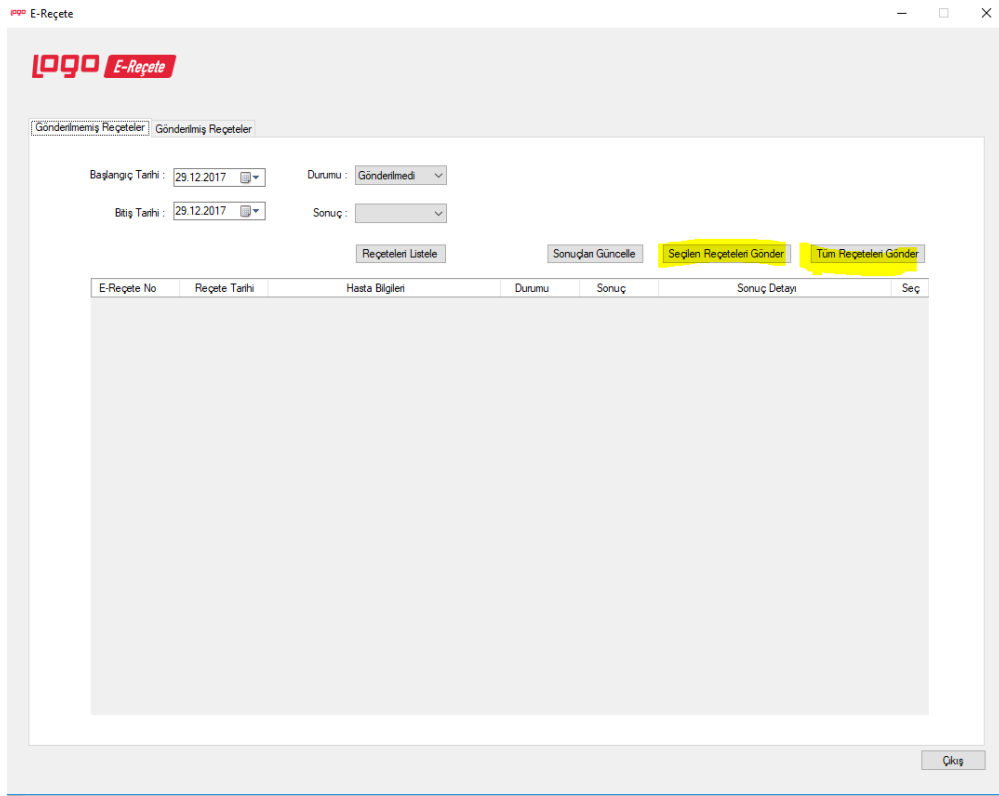 LOGO E-Reçete
LOGO E-Reçete
Gönderilmemiş Reçeteler Gönderilmiş Reçeteler
Başlangıç Tarihi : 29.12.2017 Durumu : Gönderilmedi
Bitiş Tarihi : 29.12.2017 Sonuç :
Reçeteleri Listele Sonuçları Güncelle Seçilen Reçeteleri Gönder Tüm Reçeteleri Gönder
E-Reçete No Reçete Tarihi Hasta Bilgileri Durumu Sonuç Sonuç Detayı Seç
Çıkış